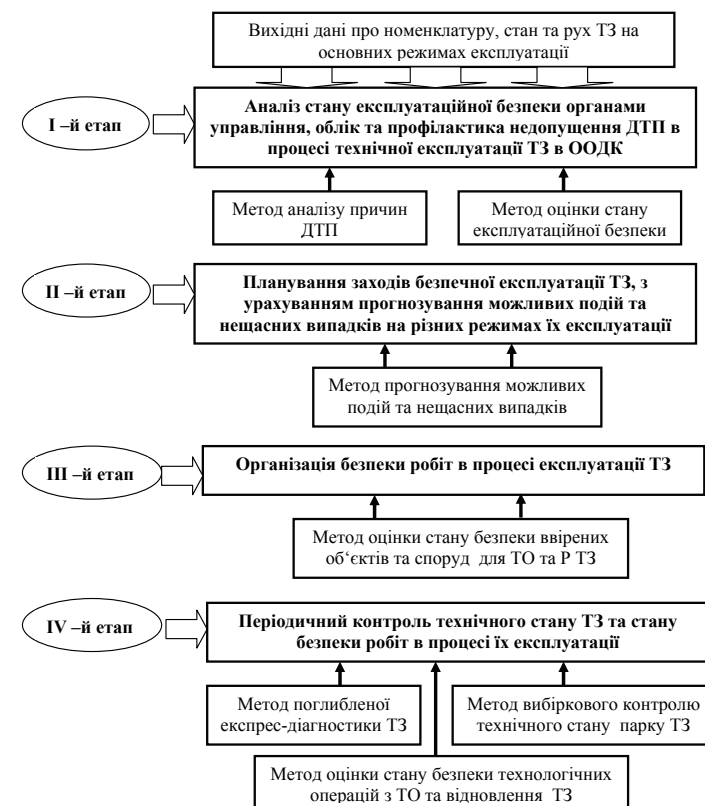 Вихідні дані про номенклатуру, стан та рух ТЗ на
основних режимах експлуатації
І –й етап
Аналіз стану експлуатаційної безпеки органами
управління, облік та профілактика недопущення ДТП в
процесі технічної експлуатації ТЗ в ООДК
Метод аналізу причин
ДТП
Метод оцінки стану
експлуатаційної безпеки
ІІ –й етап
Планування заходів безпечної експлуатації ТЗ, з
урахуванням прогнозування можливих подій та
нещасних випадків на різних режимах їх експлуатації
Метод прогнозування можливих
подій та нещасних випадків
ІІІ –й етап
Організація безпеки робіт в процесі експлуатації ТЗ
Метод оцінки стану безпеки ввірених
об‘єктів та споруд для ТО та Р ТЗ
ІV –й етап
Періодичний контроль технічного стану ТЗ та стану
безпеки робіт в процесі їх експлуатації
Метод поглибленої
експрес-діагностики ТЗ
Метод вибіркового контролю
технічного стану парку ТЗ
Метод оцінки стану безпеки технологічних
операцій з ТО та відновлення ТЗ